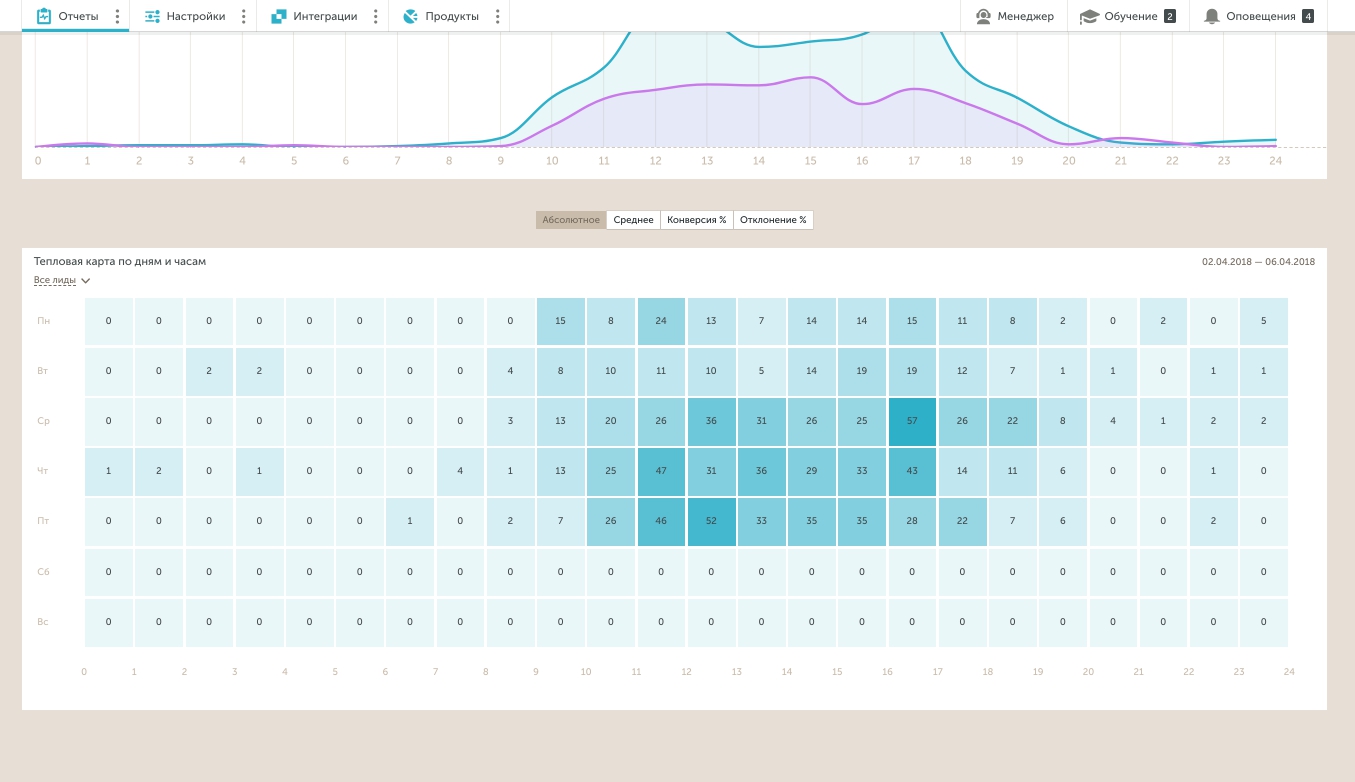 Отчеты Настройки Интеграции Продукты Менеджер Обучение 2 Оповещения 4
0 1 2 3 4 5 6 7 8 9 10 11 12 13 14 15 16 17 18 19 20 21 22 23 24
Абсолютное Среднее Конверсия % Отклонение %
Тепловая карта по дням и часам 02.04.2018 — 06.04.2018
Все лиды
Пн 0 0 0 0 0 0 0 0 0 15 8 24 13 7 14 14 15 11 8 2 0 2 0 5
Вт 0 0 2 2 0 0 0 0 4 8 10 11 10 5 14 19 19 12 7 1 1 0 1 1
Ср 0 0 0 0 0 0 0 0 3 13 20 26 36 31 26 25 57 26 22 8 4 1 2 2
Чт 1 2 0 1 0 0 0 4 1 13 25 47 31 36 29 33 43 14 11 6 0 0 1 0
Пт 0 0 0 0 0 0 1 0 2 7 26 46 52 33 35 35 28 22 7 6 0 0 2 0
Сб 0 0 0 0 0 0 0 0 0 0 0 0 0 0 0 0 0 0 0 0 0 0 0 0
Вс 0 0 0 0 0 0 0 0 0 0 0 0 0 0 0 0 0 0 0 0 0 0 0 0
0 1 2 3 4 5 6 7 8 9 10 11 12 13 14 15 16 17 18 19 20 21 22 23 24